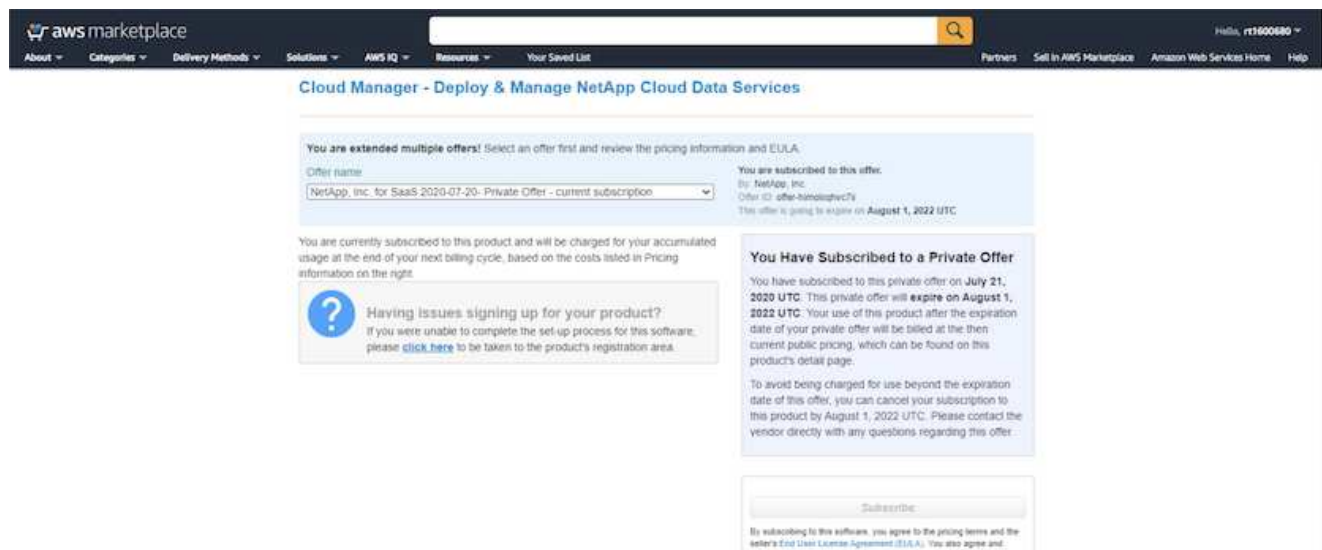 aws marketplace
Hello, rt1600680
About Categories Delivery Methods Solutions AWS IQ Resources Your Saved List Partners Sell in AWS Marketplace Amazon Web Services Home Help
Cloud Manager - Deploy & Manage NetApp Cloud Data Services
You are extended multiple offers! Select an offer first and review the pricing information and EULA.
Offer name
NetApp, Inc. for SaaS 2020-07-20- Private Offer - current subscription
You are subscribed to this offer.
By: NetApp, Inc.
Offer ID:
This offer is going to expire on August 1, 2022 UTC
You are currently subscribed to this product and will be charged for your accumulated
usage at the end of your next billing cycle, based on the costs listed in Pricing
information on the right.
? Having issues signing up for your product?
If you were unable to complete the set-up process for this software,
please click here to be taken to the product's registration area.
You Have Subscribed to a Private Offer
You have subscribed to this private offer on July 21,
2020 UTC. This private offer will expire on August 1,
2022 UTC. Your use of this product after the expiration
date of your private offer will be billed at the then
current public pricing, which can be found on this
product's detail page.
To avoid being charged for use beyond the expiration
date of this offer, you can cancel your subscription to
this product by August 1, 2022 UTC. Please contact the
vendor directly with any questions regarding this offer.
Subscribe
By subscribing to this software, you agree to the pricing terms and the
seller's End User License Agreement (EULA). You also agree and